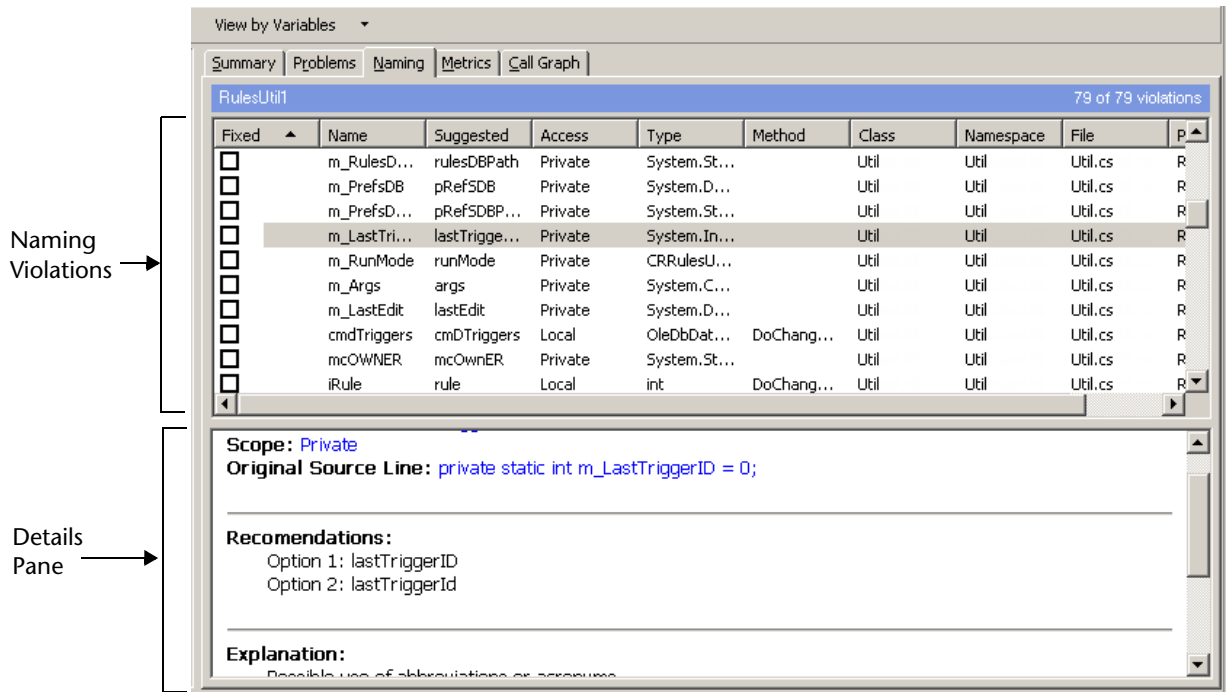 View by Variables
Summary Problems Naming Metrics Call Graph
RulesUtil1 79 of 79 violations
Fixed Name Suggested Access Type Method Class Namespace File P
m_RulesD... rulesDBPath Private System.St... Util Util Util.cs R
m_PrefsDB pRefSDB Private System.D... Util Util Util.cs R
m_PrefsD... pRefSDBP... Private System.St... Util Util Util.cs R
m_LastTri... lastTrigge... Private System.In... Util Util Util.cs R
m_RunMode runMode Private CRRulesU... Util Util Util.cs R
m_Args args Private System.C... Util Util Util.cs R
m_LastEdit lastEdit Private System.D... Util Util Util.cs R
cmdTriggers cmDTriggers Local OleDbDat... DoChang... Util Util Util.cs R
mcOWNER mcOwnER Private System.St... Util Util Util.cs R
iRule rule Local int DoChang... Util Util Util.cs R
Naming
Violations
Scope: Private
Original Source Line: private static int m_LastTriggerID = 0;
Recomendations:
Option 1: lastTriggerID
Option 2: lastTriggerId
Explanation:
Possible use of abbreviations or acronyms
Details
Pane